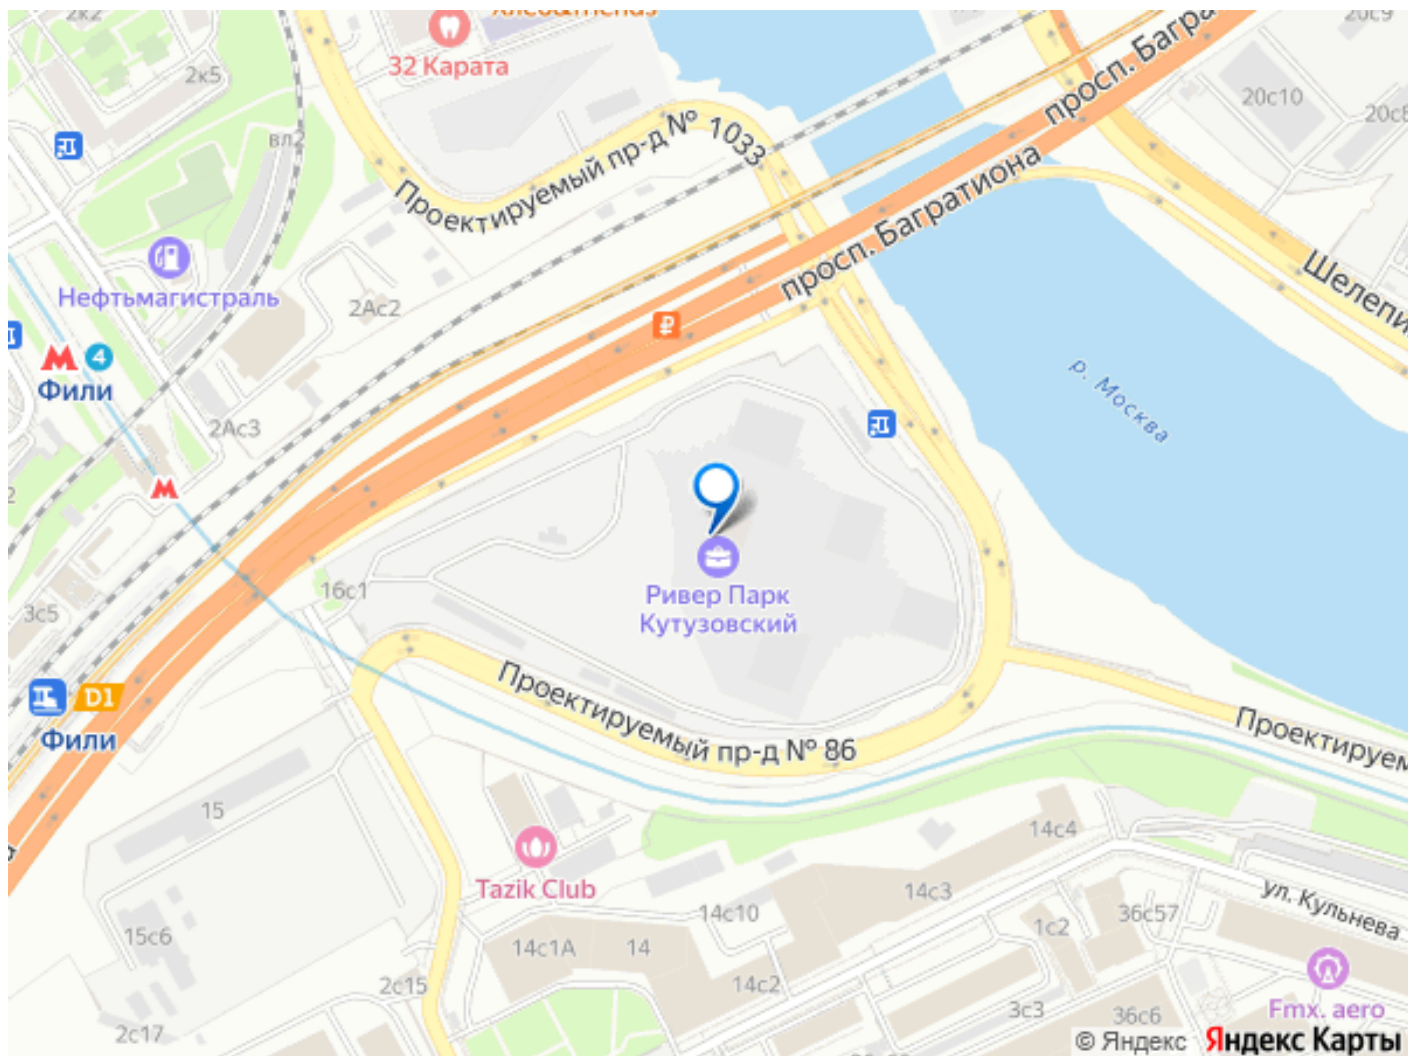 2к2
2к5
32 Карата
20с9
20с10
вл2
просп. Багра
Проектируемый пр-д № 1033
просп. Багратиона
Шелепи
Нефтьмагистраль
2Ас2
4
Фили
2Ас3
р. Москва
16с1
3с5
Ривер Парк
Кутузовский
D1
Фили
Проектируемый пр-д № 86
Проектируем
15
Tazik Club
14с4
14с3
14с10
ул. Кульнева
36с57
1с2
15с6
14с1А
14
14с2
2с15
3с3
36с6
Fmx. aero
2с17
© Яндекс
Яндекс Карты